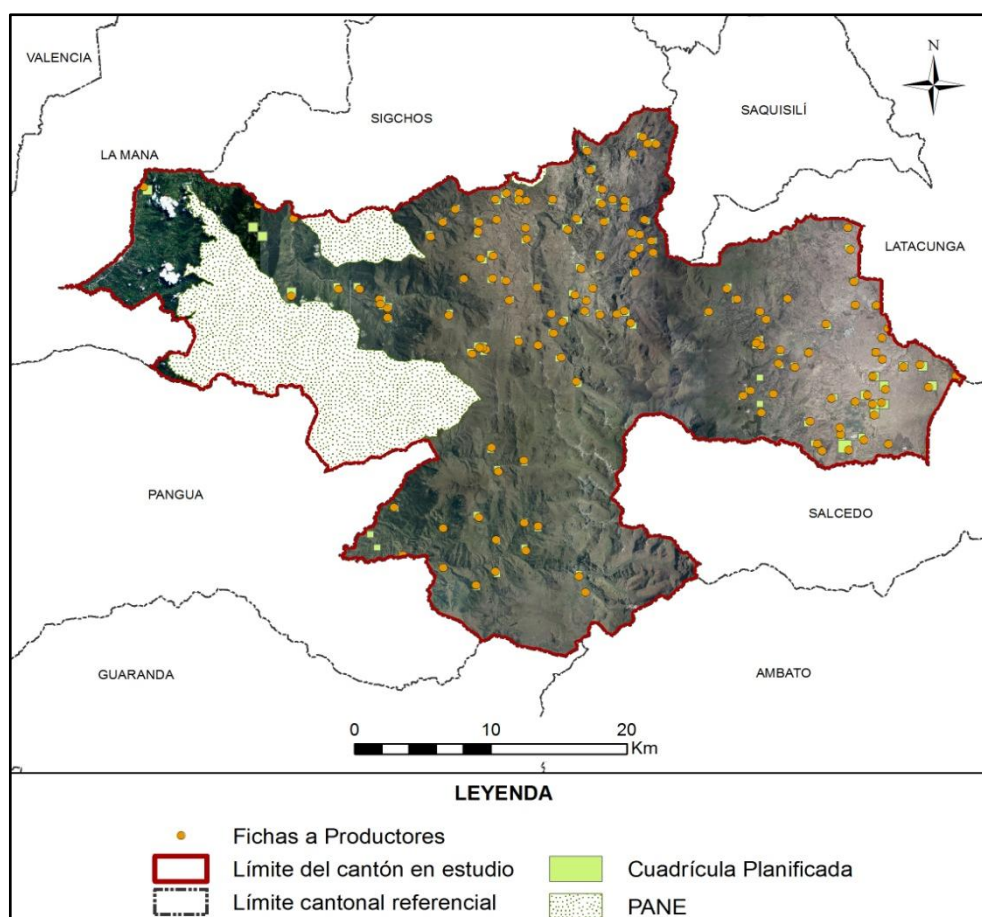 VALENCIA
N
SAQUISILÍ
SIGCHOS
LA MANA
LATACUNGA
PANGUA
SALCEDO
GUARANDA
AMBATO
0 10 20
Km
LEYENDA
Fichas a Productores
Límite del cantón en estudio
Cuadrícula Planificada
Límite cantonal referencial
PANE